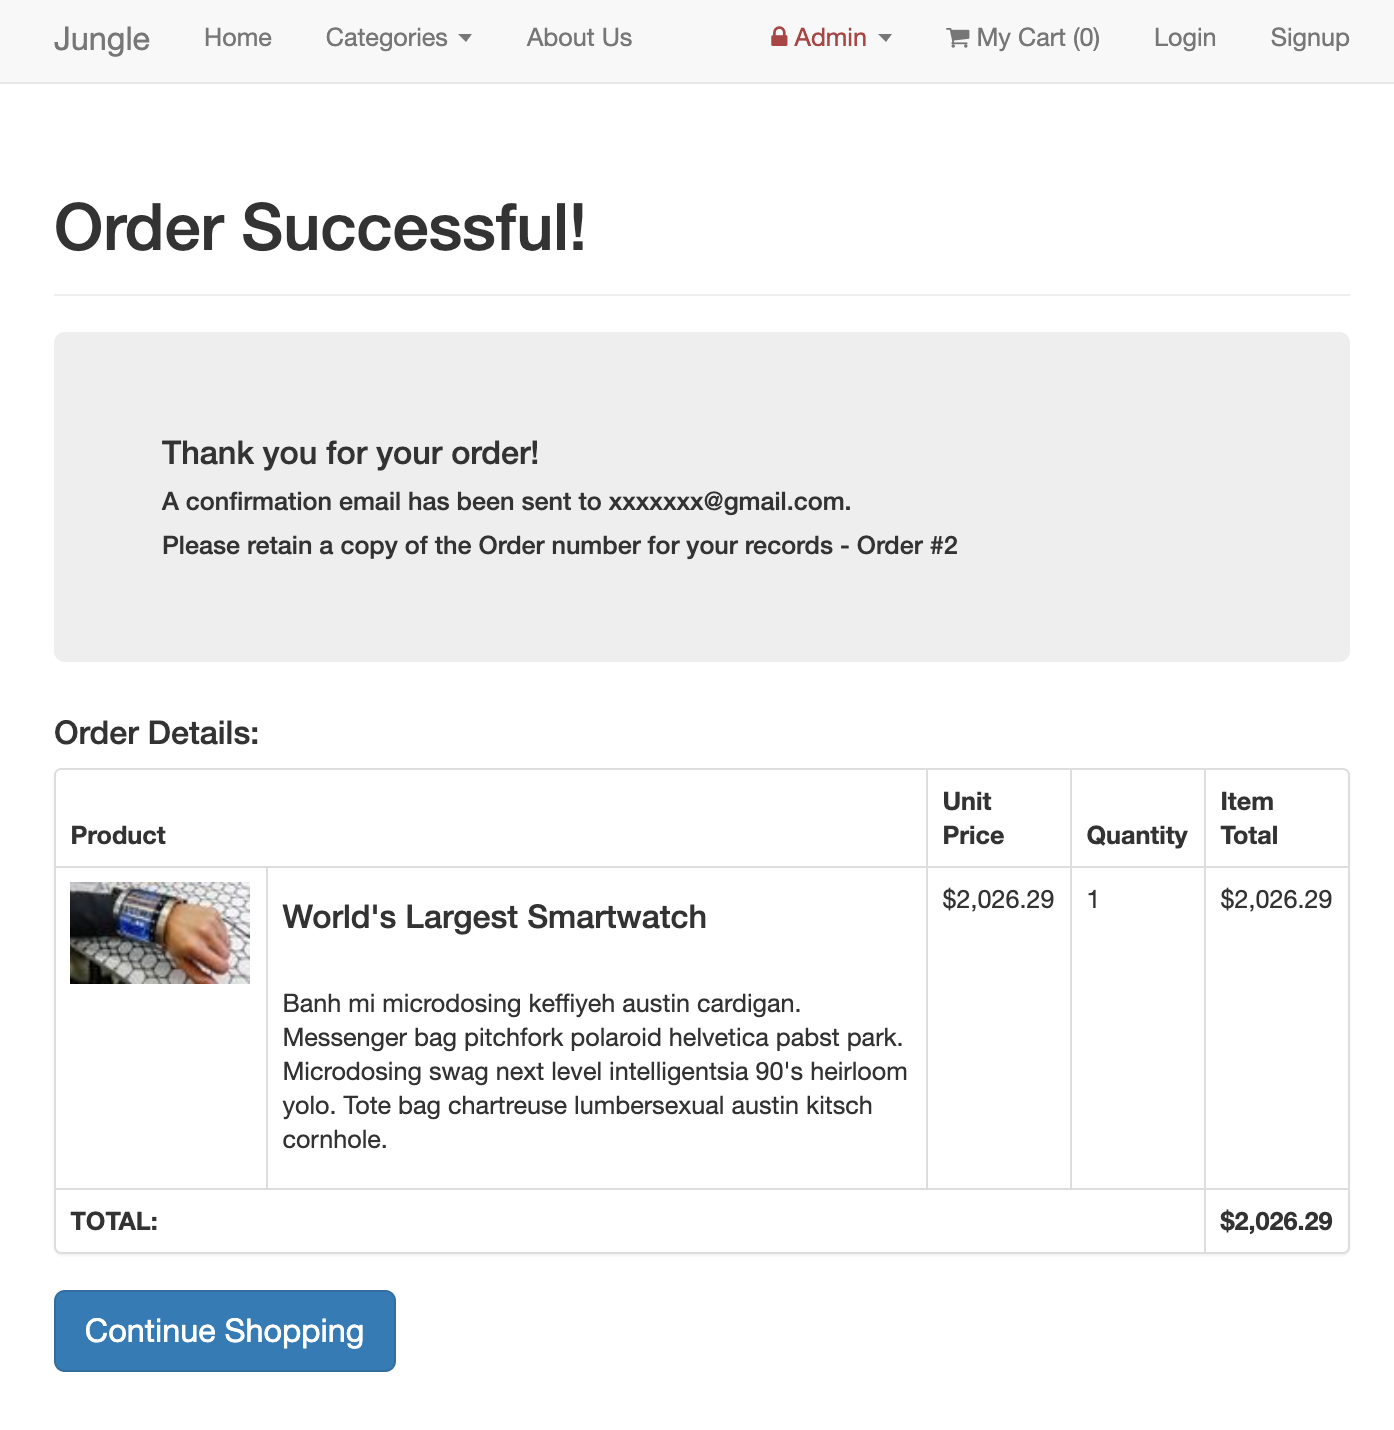 Jungle Home Categories About Us Admin My Cart (0) Login Signup
Order Successful!
Thank you for your order!
A confirmation email has been sent to xxxxxxx@gmail.com.
Please retain a copy of the Order number for your records - Order #2
Order Details:
Product Unit Price Quantity Item Total
World's Largest Smartwatch $2,026.29 1 $2,026.29
Banh mi microdosing keffiyeh austin cardigan.
Messenger bag pitchfork polaroid helvetica pabst park.
Microdosing swag next level intelligentsia 90's heirloom
yolo. Tote bag chartreuse lumbersexual austin kitsch
cornhole.
TOTAL: $2,026.29
Continue Shopping